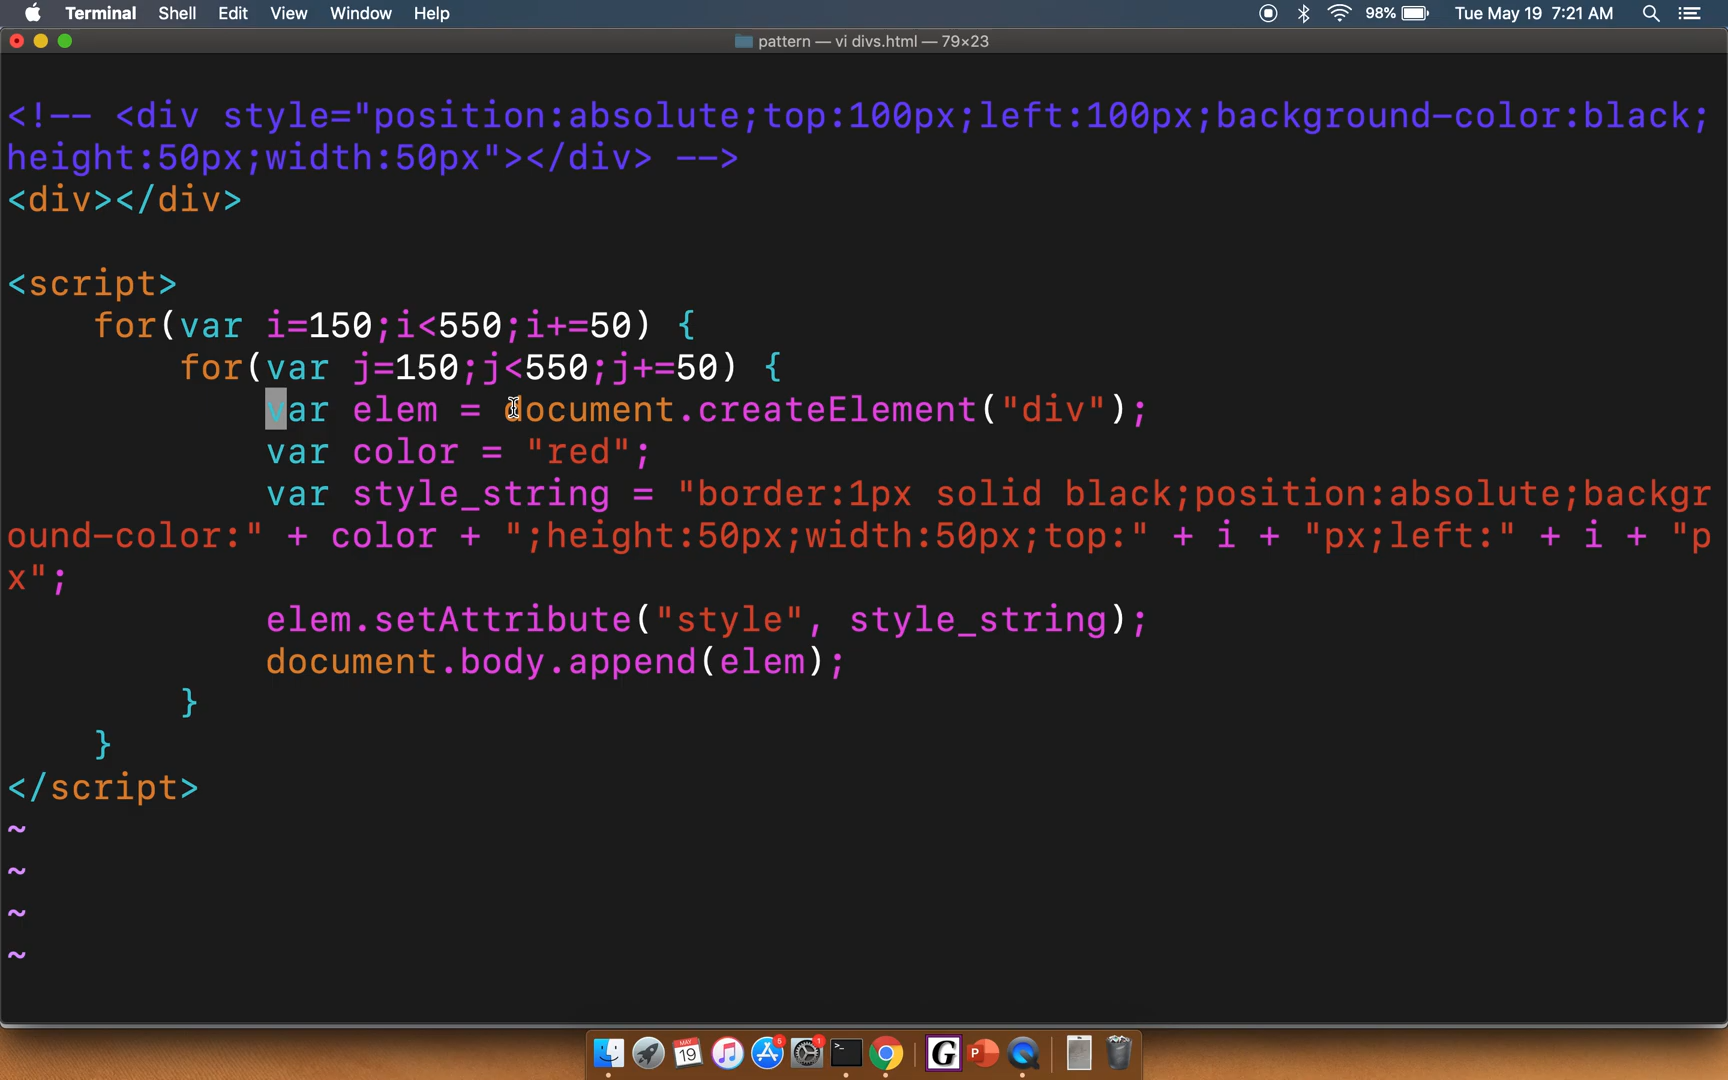 Terminal Shell Edit View Window Help 98% Tue May 19 7:21 AM
pattern — vi divs.html — 79×23
<!-- <div style="position:absolute;top:100px;left:100px;background-color:black;
height:50px;width:50px"></div> -->
<div></div>
<script>
for(var i=150;i<550;i+=50) {
for(var j=150;j<550;j+=50) {
var elem = document.createElement("div");
var color = "red";
var style_string = "border:1px solid black;position:absolute;backgr
ound-color:" + color + ";height:50px;width:50px;top:" + i + "px;left:" + i + "p
x";
elem.setAttribute("style", style_string);
document.body.append(elem);
}
}
</script>
~
~
~
~
MAY 19 5 1 >_ G P